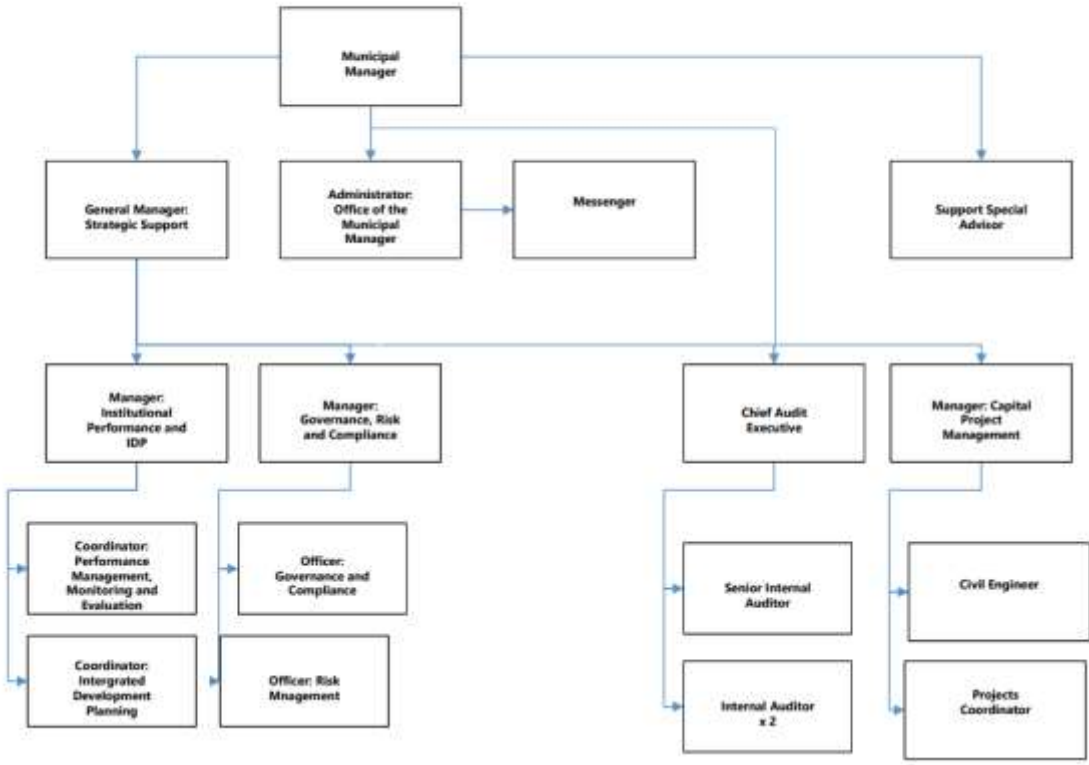 Municipal
Manager
General Manager:
Strategic Support
Administrator:
Office of the
Municipal
Manager
Messenger
Support Special
Advisor
Manager:
Institutional
Performance and
IDP
Manager:
Governance, Risk
and Compliance
Chief Audit
Executive
Manager: Capital
Project
Management
Coordinator:
Performance
Management,
Monitoring and
Evaluation
Officer:
Governance and
Compliance
Senior Internal
Auditor
Civil Engineer
Coordinator:
Intergrated
Development
Planning
Officer: Risk
Mnagement
Internal Auditor
x 2
Projects
Coordinator